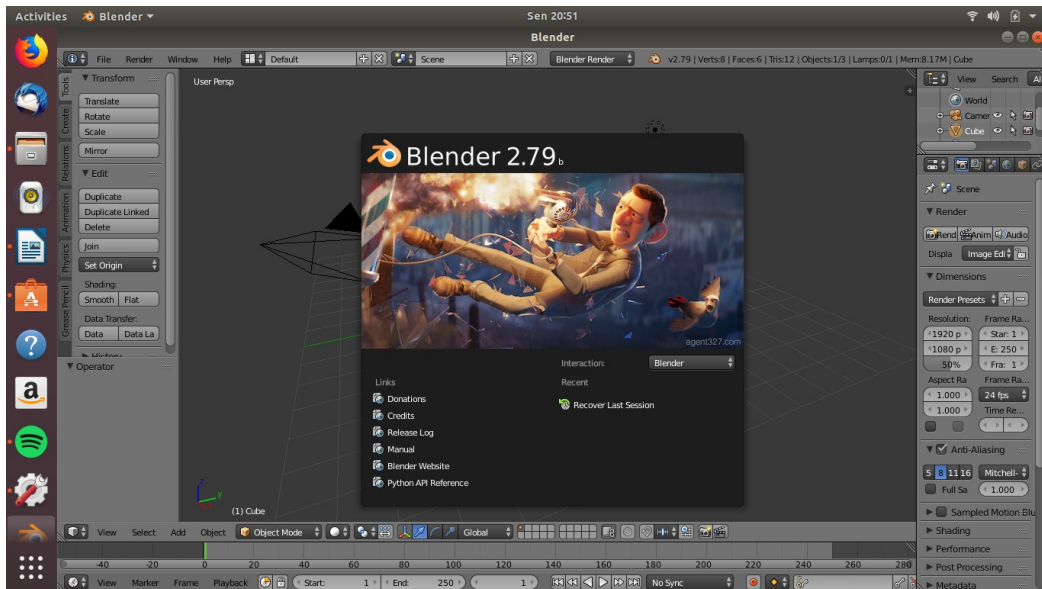 Activities Blender Sen 20:51
Blender
File Render Window Help Default Scene Blender Render v2.79 | Verts:8 | Faces:6 | Tris:12 | Objects:1/3 | Lamps:0/1 | Mem:8.17M | Cube
View Search Al
World
Camer
Cube
Tools
Create
Relations
Animation
Physics
Grease Pencil
Transform
Translate
Rotate
Scale
Mirror
Edit
Duplicate
Duplicate Linked
Delete
Join
Set Origin
Shading:
Smooth Flat
Data Transfer:
Data Data La
History
Operator
User Persp
Blender 2.79 b
agent327.com
Interaction: Blender
Links Recent
Donations Recover Last Session
Credits
Release Log
Manual
Blender Website
Python API Reference
(1) Cube
Scene
Render
Rend Anim Audio
Displa Image Edi
Dimensions
Render Presets
Resolution: Frame Ra...
1920 p Star: 1
1080 p E: 250
50% Fra: 1
Aspect Ra Frame Ra...
1.000 24 fps
1.000 Time Re...
Anti-Aliasing
5 8 11 16 Mitchell-
Full Sa 1.000
Sampled Motion Blu
Shading
Performance
Post Processing
Metadata
View Select Add Object Object Mode Global
-40 -20 0 20 40 60 80 100 120 140 160 180 200 220 240 260 280
View Marker Frame Playback Start: 1 End: 250 1 No Sync